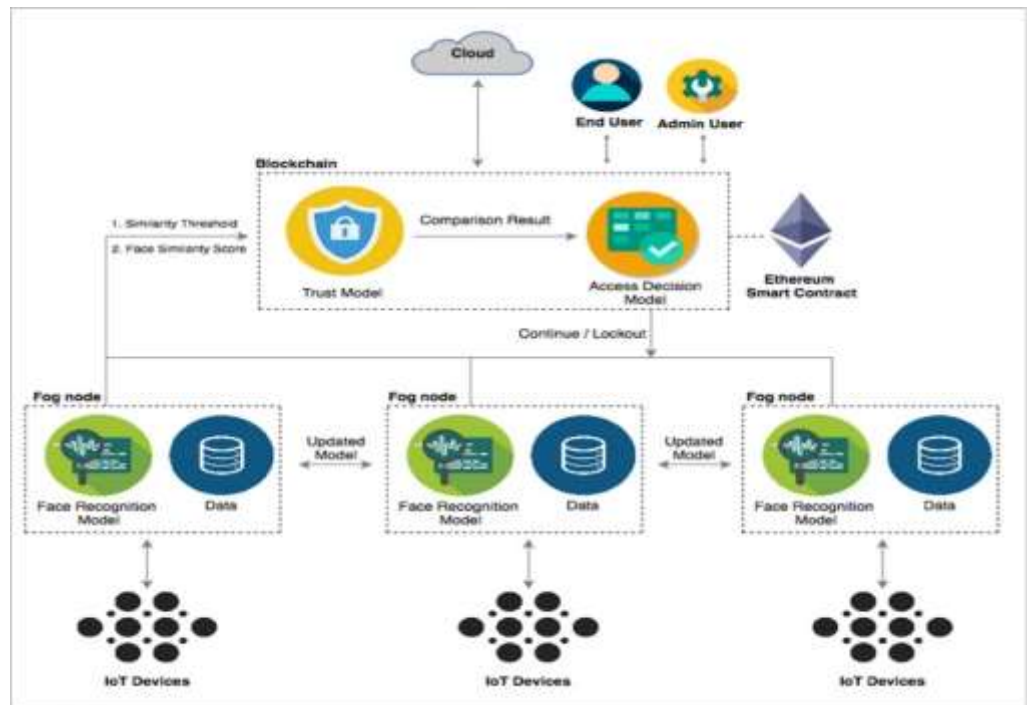 Cloud
End User
Admin User
Blockchain
1. Similarity Threshold
2. Face Similarity Score
Comparison Result
Trust Model
Access Decision
Model
Ethereum
Smart Contract
Continue / Lockout
Fog node
Fog node
Fog node
Updated
Model
Updated
Model
Face Recognition
Model
Data
Face Recognition
Model
Data
Face Recognition
Model
Data
IoT Devices
IoT Devices
IoT Devices